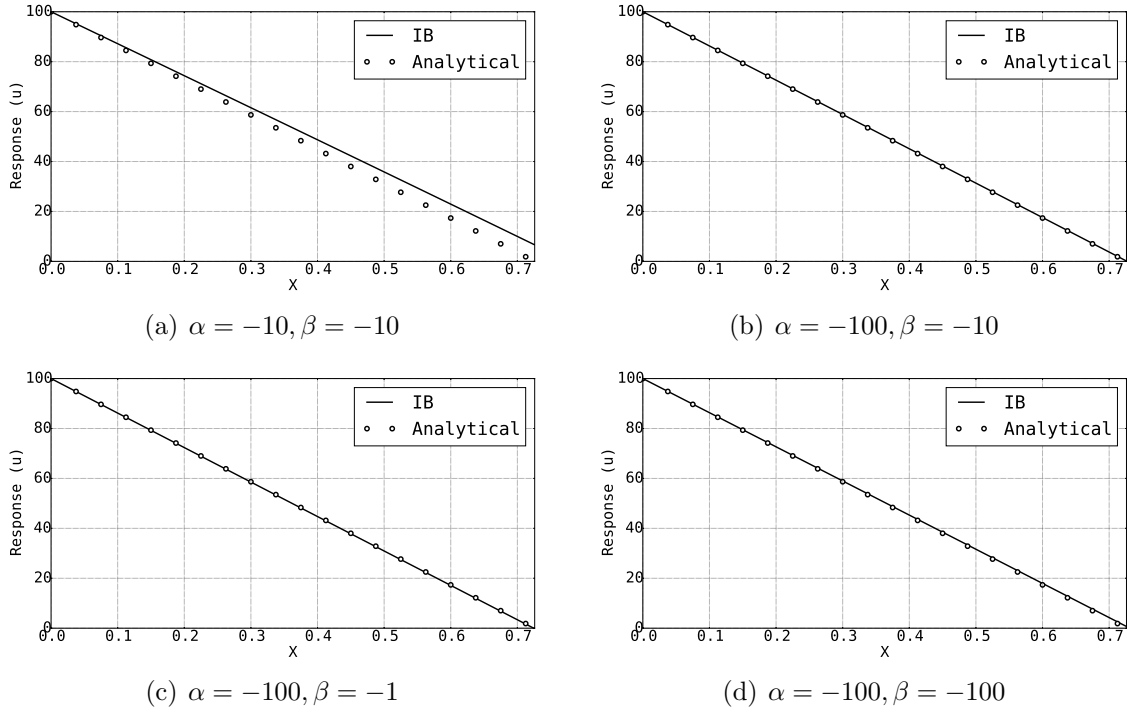 100
80
60
40
20
0
Response (u)
IB
Analytical
0.0 0.1 0.2 0.3 0.4 0.5 0.6 0.7
X
(a) α = −10, β = −10
100
80
60
40
20
0
Response (u)
IB
Analytical
0.0 0.1 0.2 0.3 0.4 0.5 0.6 0.7
X
(b) α = −100, β = −10
100
80
60
40
20
0
Response (u)
IB
Analytical
0.0 0.1 0.2 0.3 0.4 0.5 0.6 0.7
X
(c) α = −100, β = −1
100
80
60
40
20
0
Response (u)
IB
Analytical
0.0 0.1 0.2 0.3 0.4 0.5 0.6 0.7
X
(d) α = −100, β = −100